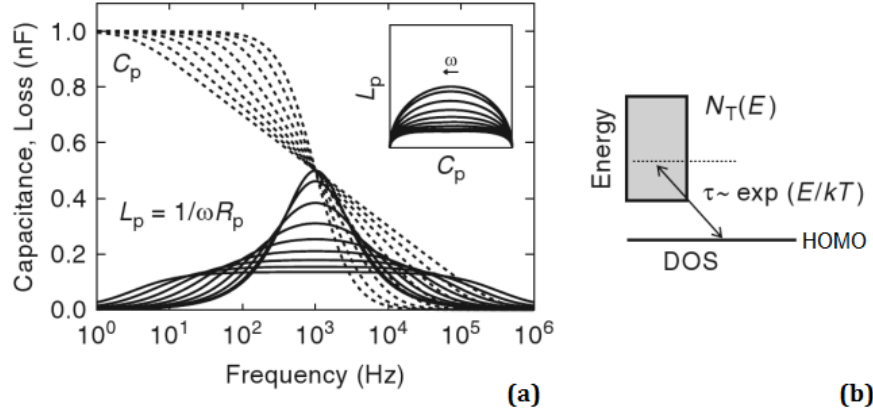 Capacitance, Loss (nF)
1.0
0.8
0.6
0.4
0.2
0.0
C_p
L_p = 1/ωR_p
L_p
ω
C_p
10^0
10^1
10^2
10^3
10^4
10^5
10^6
Frequency (Hz)
(a)
Energy
N_T(E)
τ~ exp (E/kT)
HOMO
DOS
(b)